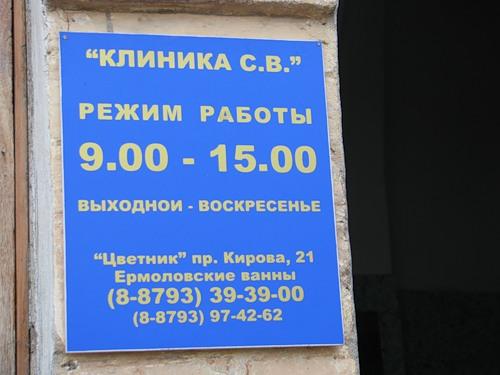 “КЛИНИКА С.В.”
РЕЖИМ РАБОТЫ
9.00 - 15.00
ВЫХОДНОЙ - ВОСКРЕСЕНЬЕ
“Цветник” пр. Кирова, 21
Ермоловские ванны
(8-8793) 39-39-00
(8-8793) 97-42-62